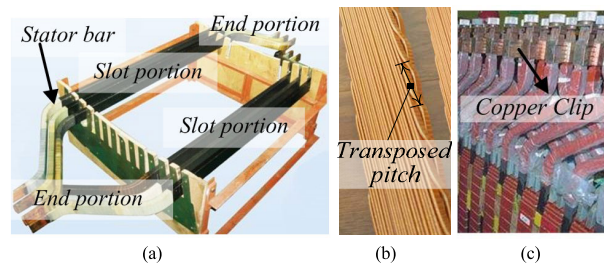 End portion
Stator bar
Slot portion
Slot portion
End portion
Transposed
pitch
Copper Clip
(a)
(b)
(c)